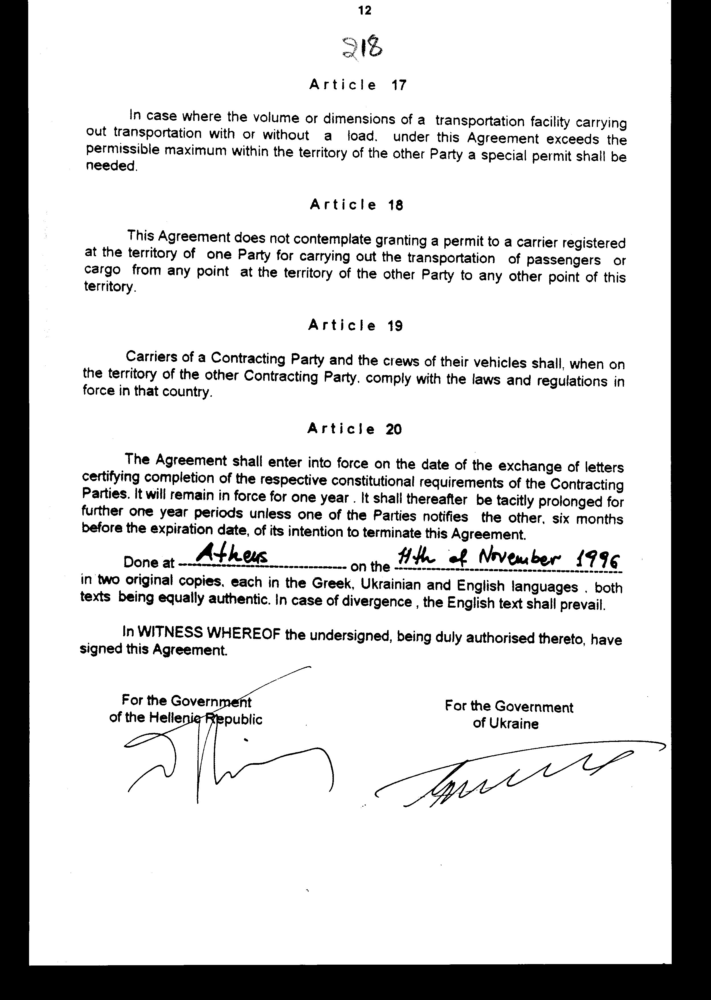 12
218
Article 17
In case where the volume or dimensions of a transportation facility carrying
out transportation with or without a load. under this Agreement exceeds the
permissible maximum within the territory of the other Party a special permit shall be
needed.
Article 18
This Agreement does not contemplate granting a permit to a carrier registered
at the territory of one Party for carrying out the transportation of passengers or
cargo from any point at the territory of the other Party to any other point of this
territory.
Article 19
Carriers of a Contracting Party and the crews of their vehicles shall, when on
the territory of the other Contracting Party. comply with the laws and regulations in
force in that country.
Article 20
The Agreement shall enter into force on the date of the exchange of letters
certifying completion of the respective constitutional requirements of the Contracting
Parties. It will remain in force for one year . It shall thereafter be tacitly prolonged for
further one year periods unless one of the Parties notifies the other. six months
before the expiration date, of its intention to terminate this Agreement.
Done at Athens on the 11th of November 1996
in two original copies. each in the Greek, Ukrainian and English languages . both
texts being equally authentic. In case of divergence , the English text shall prevail.
In WITNESS WHEREOF the undersigned, being duly authorised thereto, have
signed this Agreement.
For the Government
of the Hellenic Republic
For the Government
of Ukraine